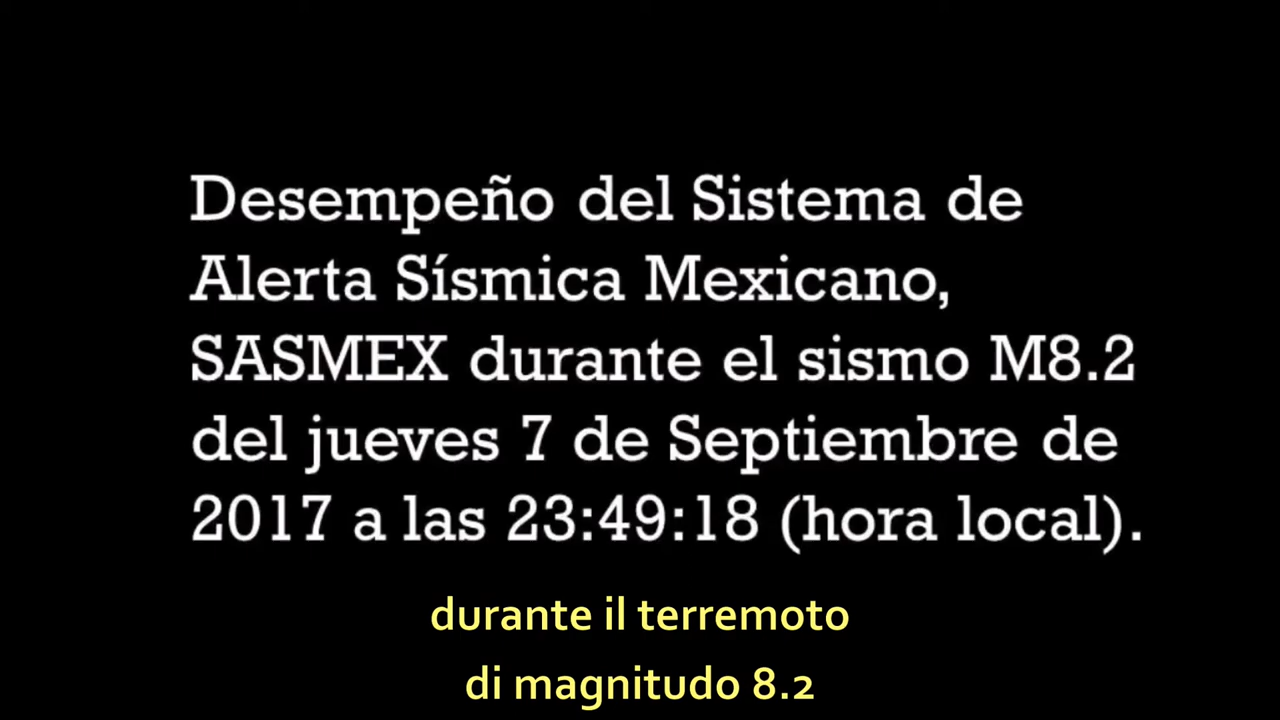 Desempeño del Sistema de
Alerta Sísmica Mexicano,
SASMEX durante el sismo M8.2
del jueves 7 de Septiembre de
2017 a las 23:49:18 (hora local).
durante il terremoto
di magnitudo 8.2